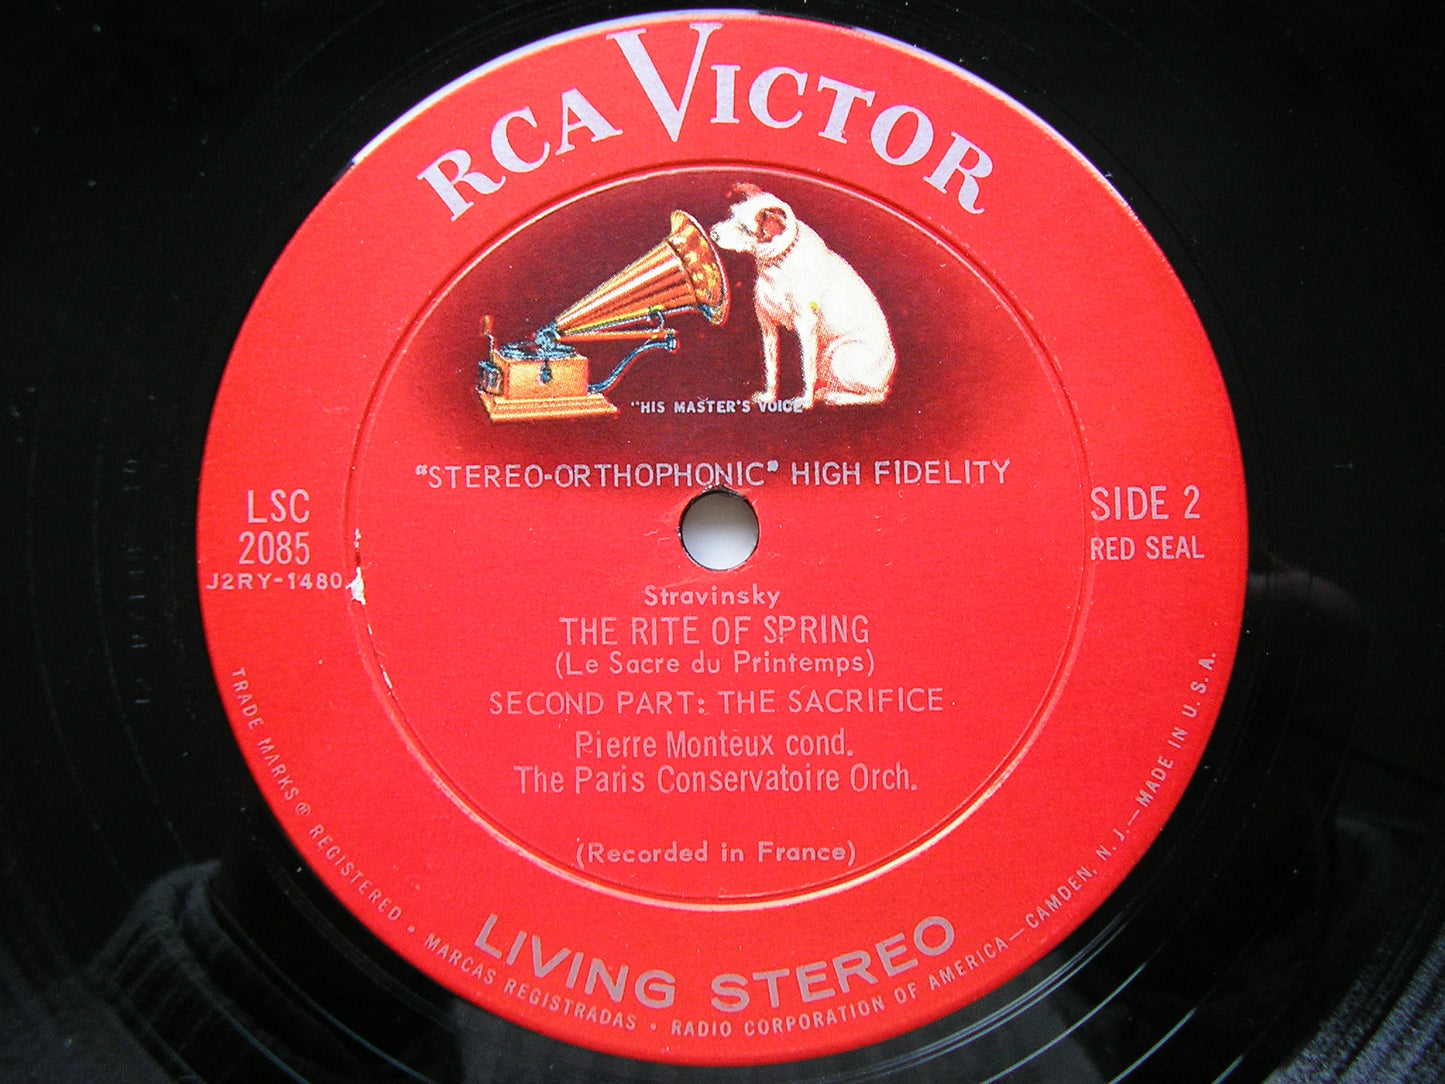 RCA VICTOR
"HIS MASTER'S VOICE"
"STEREO-ORTHOPHONIC" HIGH FIDELITY
LSC
2085
J2RY-1480
SIDE 2
RED SEAL
Stravinsky
THE RITE OF SPRING
(Le Sacre du Printemps)
SECOND PART: THE SACRIFICE
Pierre Monteux cond.
The Paris Conservatoire Orch.
(Recorded in France)
LIVING STEREO
TRADE MARKS ® REGISTERED • MARCAS REGISTRADAS • RADIO CORPORATION OF AMERICA—CAMDEN, N. J.—MADE IN U. S. A.